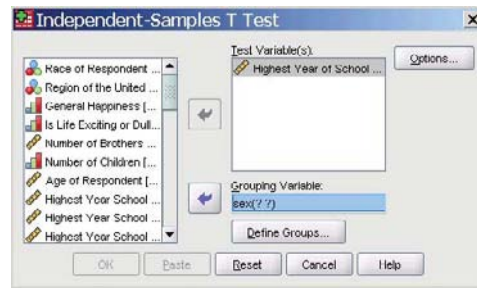 Independent-Samples T Test
Race of Respondent ...
Region of the United ...
General Happiness [...
Is Life Exciting or Dull...
Number of Brothers ...
Number of Children [...
Age of Respondent [...
Highest Year School ...
Highest Year School ...
Highest Year School ...
Test Variable(s):
Highest Year of School ...
Options...
Grouping Variable:
sex(? ?)
Define Groups...
OK
Paste
Reset
Cancel
Help